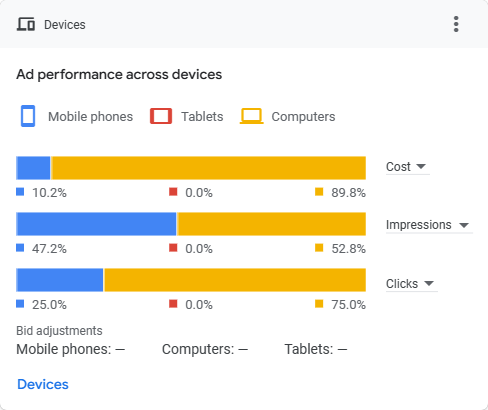 Devices
Ad performance across devices
Mobile phones Tablets Computers
Cost
10.2% 0.0% 89.8%
Impressions
47.2% 0.0% 52.8%
Clicks
25.0% 0.0% 75.0%
Bid adjustments
Mobile phones: — Computers: — Tablets: —
Devices